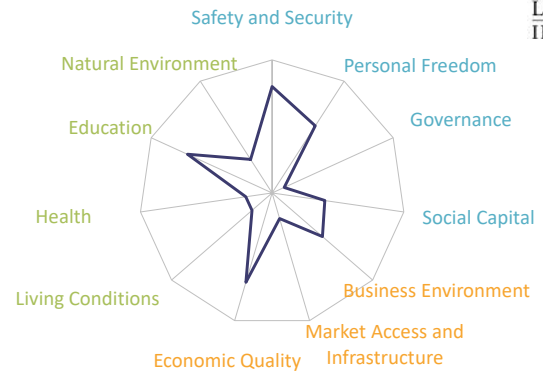 Safety and Security
Natural Environment
Personal Freedom
Education
Governance
Health
Social Capital
Living Conditions
Business Environment
Market Access and
Infrastructure
Economic Quality